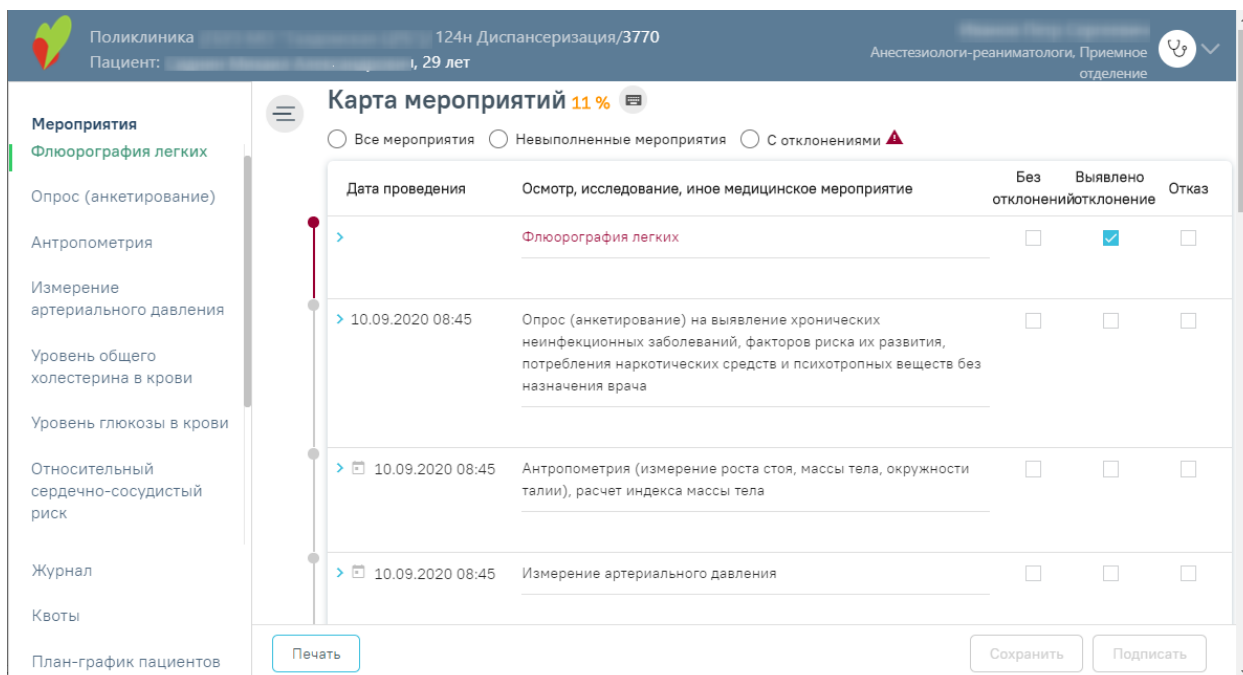 Поликлиника 124н Диспансеризация/3770
Пациент: , 29 лет
Анестезиологи-реаниматологи, Приемное
отделение
Мероприятия
Флюорография легких
Опрос (анкетирование)
Антропометрия
Измерение
артериального давления
Уровень общего
холестерина в крови
Уровень глюкозы в крови
Относительный
сердечно-сосудистый
риск
Журнал
Квоты
План-график пациентов
Карта мероприятий 11 %
Все мероприятия Невыполненные мероприятия С отклонениями
Дата проведения Осмотр, исследование, иное медицинское мероприятие Без отклонений Выявлено отклонение Отказ
Флюорография легких
10.09.2020 08:45 Опрос (анкетирование) на выявление хронических
неинфекционных заболеваний, факторов риска их развития,
потребления наркотических средств и психотропных веществ без
назначения врача
10.09.2020 08:45 Антропометрия (измерение роста стоя, массы тела, окружности
талии), расчет индекса массы тела
10.09.2020 08:45 Измерение артериального давления
Печать Сохранить Подписать